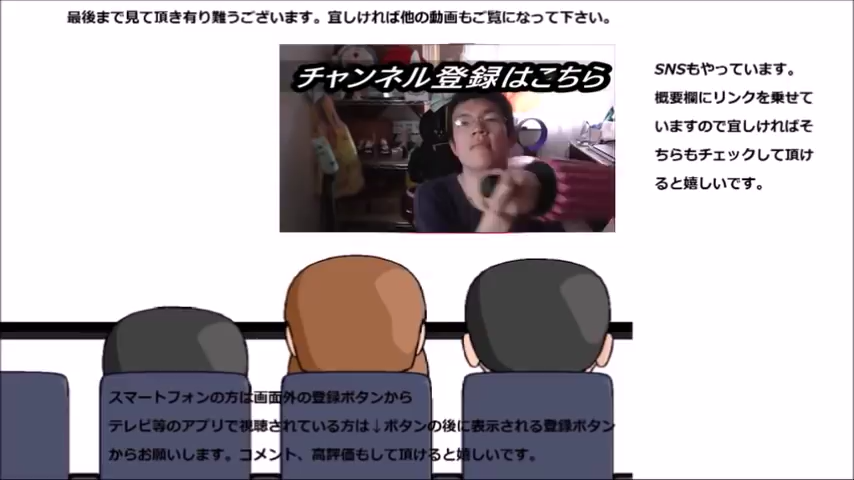 最後まで見て頂き有り難うございます。宜しければ他の動画もご覧になって下さい。
チャンネル登録はこちら
SNSもやっています。
概要欄にリンクを乗せて
いますので宜しければそ
ちらもチェックして頂け
ると嬉しいです。
スマートフォンの方は画面外の登録ボタンから
テレビ等のアプリで視聴されている方は↓ボタンの後に表示される登録ボタン
からお願いします。コメント、高評価もして頂けると嬉しいです。